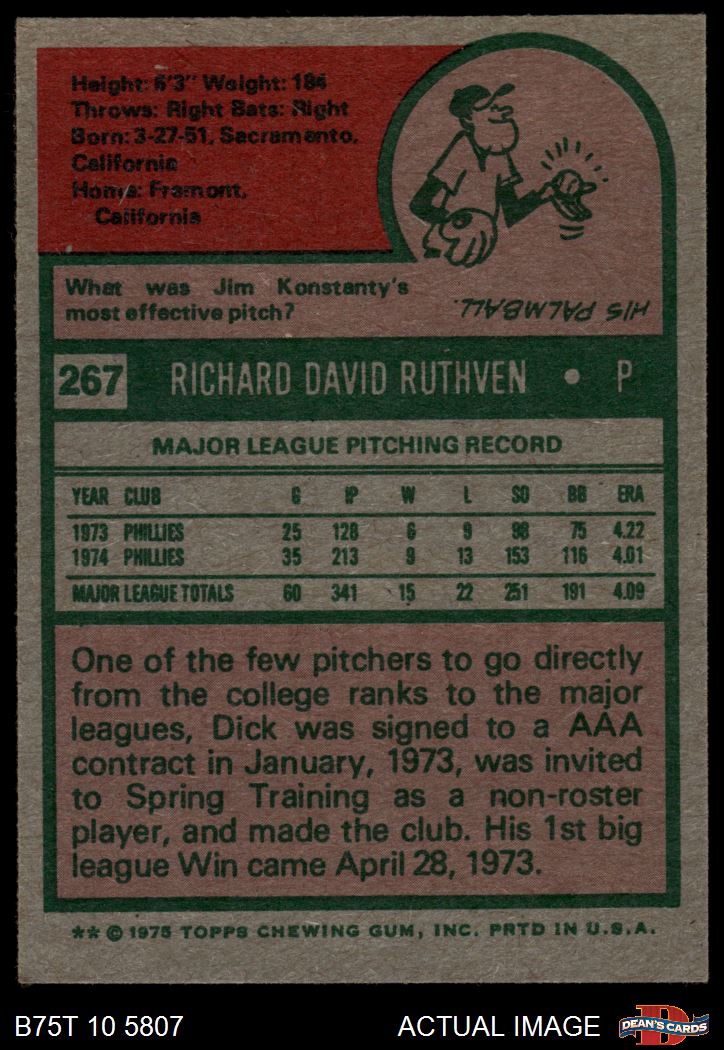 Height: 6'3" Weight: 184
Throws: Right Bats: Right
Born: 3-27-51, Sacramento,
California
Home: Fremont,
California
What was Jim Konstanty's
most effective pitch?
HIS PALMBALL.
267 RICHARD DAVID RUTHVEN • P
MAJOR LEAGUE PITCHING RECORD
YEAR CLUB G IP W L SO BB ERA
1973 PHILLIES 25 128 6 9 98 75 4.22
1974 PHILLIES 35 213 9 13 153 116 4.01
MAJOR LEAGUE TOTALS 60 341 15 22 251 191 4.09
One of the few pitchers to go directly
from the college ranks to the major
leagues, Dick was signed to a AAA
contract in January, 1973, was invited
to Spring Training as a non-roster
player, and made the club. His 1st big
league Win came April 28, 1973.
** © 1975 TOPPS CHEWING GUM, INC. PRTD IN U.S.A.
B75T 10 5807 ACTUAL IMAGE D DEAN'S CARDS